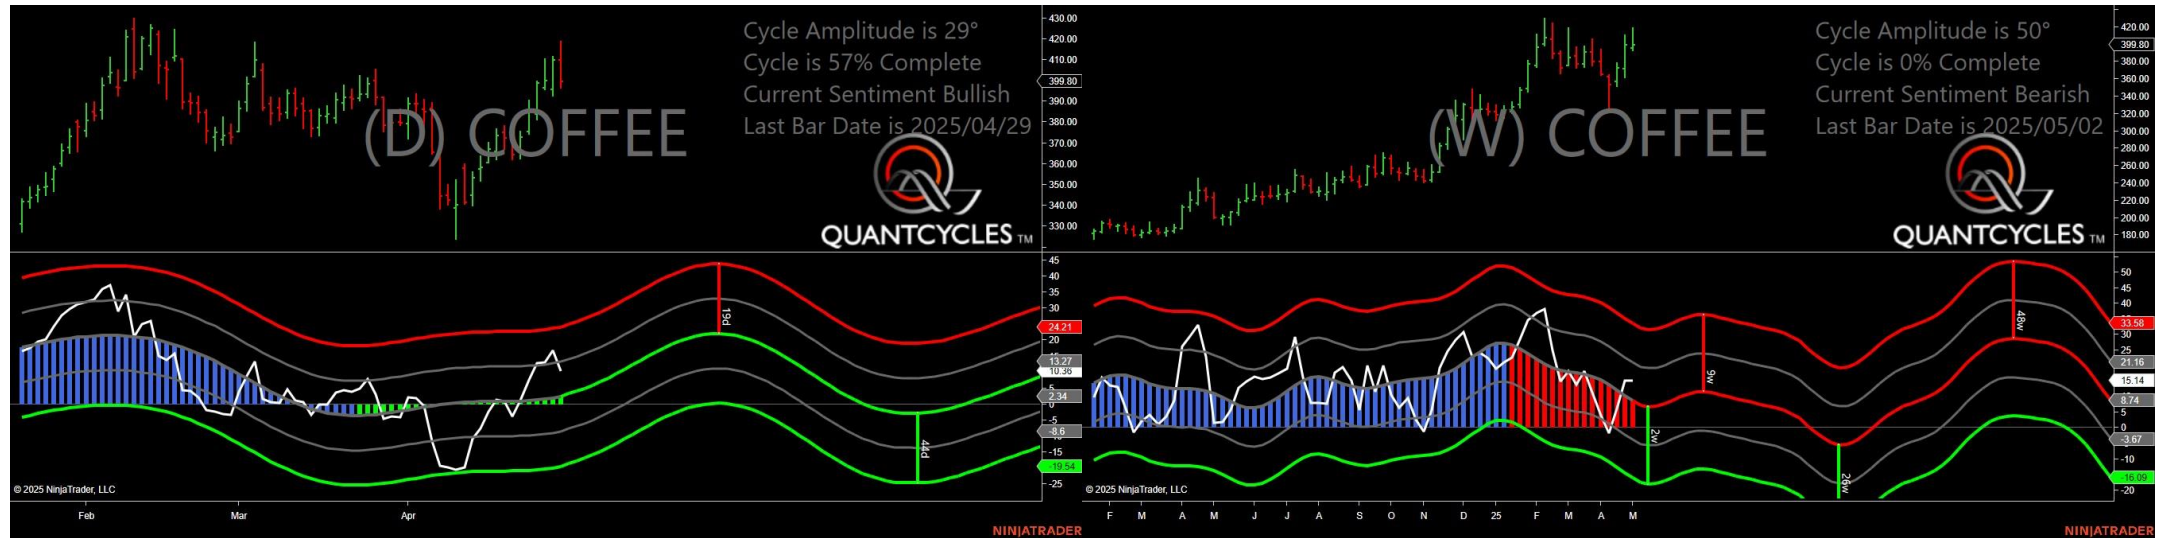 Cycle Amplitude is 29°
Cycle is 57% Complete
Current Sentiment Bullish
Last Bar Date is 2025/04/29
(D) COFFEE
QUANTCYCLES TM
430.00
420.00
410.00
399.80
390.00
380.00
370.00
360.00
350.00
340.00
330.00
45
40
35
30
24.21
20
13.27
10.36
5
2.34
0
-5
-8.6
-15
-19.54
-25
19d
44d
© 2025 NinjaTrader, LLC
Feb
Mar
Apr
NINJATRADER
Cycle Amplitude is 50°
Cycle is 0% Complete
Current Sentiment Bearish
Last Bar Date is 2025/05/02
(W) COFFEE
QUANTCYCLES TM
420.00
399.80
380.00
360.00
340.00
320.00
300.00
280.00
260.00
240.00
220.00
200.00
180.00
50
45
40
33.58
30
25
21.16
15.14
8.74
5
0
-3.67
-10
-16.09
-20
9w
2w
26w
48w
© 2025 NinjaTrader, LLC
F
M
A
M
J
J
A
S
O
N
D
25
F
M
A
M
NINJATRADER